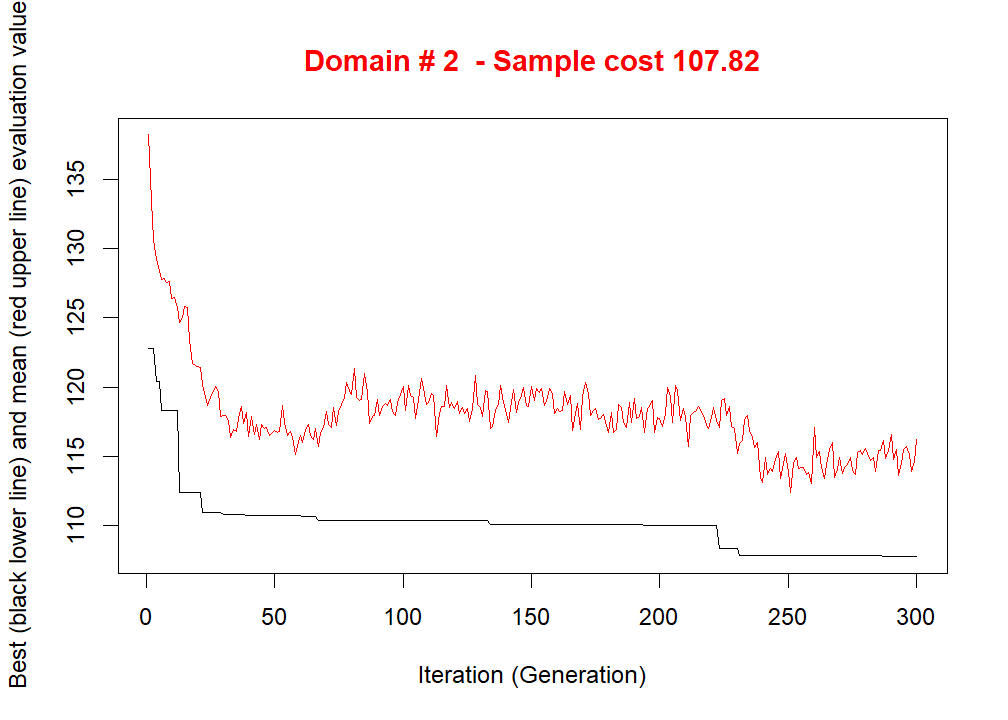 Domain # 2  - Sample cost 107.82
Best (black lower line) and mean (red upper line) evaluation value
135
130
125
120
115
110
0 50 100 150 200 250 300
Iteration (Generation)